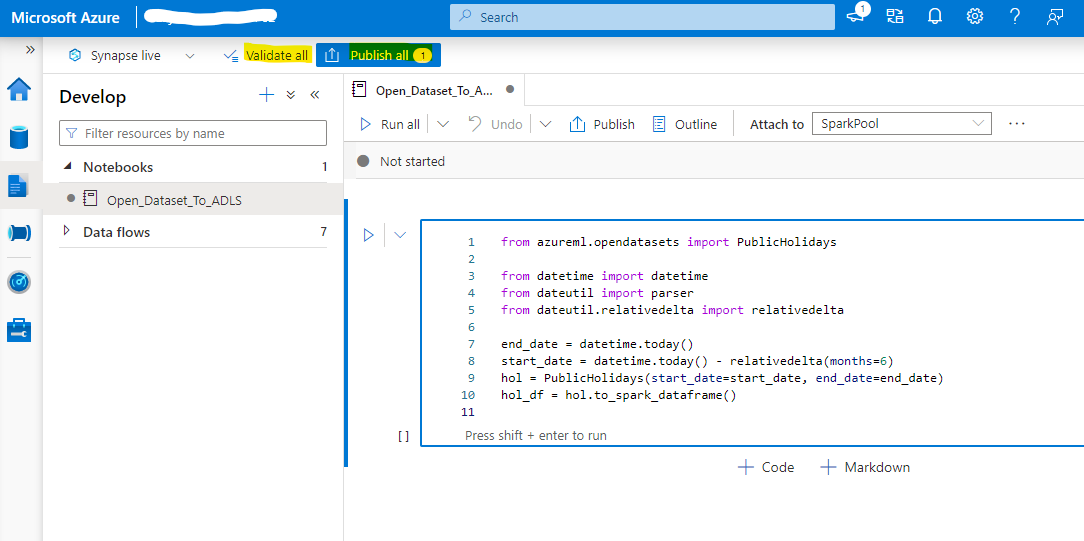 Microsoft Azure
Search
1
Synapse live
Validate all
Publish all 1
Develop
Filter resources by name
Notebooks 1
Open_Dataset_To_ADLS
Data flows 7
Open_Dataset_To_A...
Run all
Undo
Publish
Outline
Attach to
SparkPool
Not started
1 from azureml.opendatasets import PublicHolidays
2
3 from datetime import datetime
4 from dateutil import parser
5 from dateutil.relativedelta import relativedelta
6
7 end_date = datetime.today()
8 start_date = datetime.today() - relativedelta(months=6)
9 hol = PublicHolidays(start_date=start_date, end_date=end_date)
10 hol_df = hol.to_spark_dataframe()
11
[ ]
Press shift + enter to run
+ Code
+ Markdown